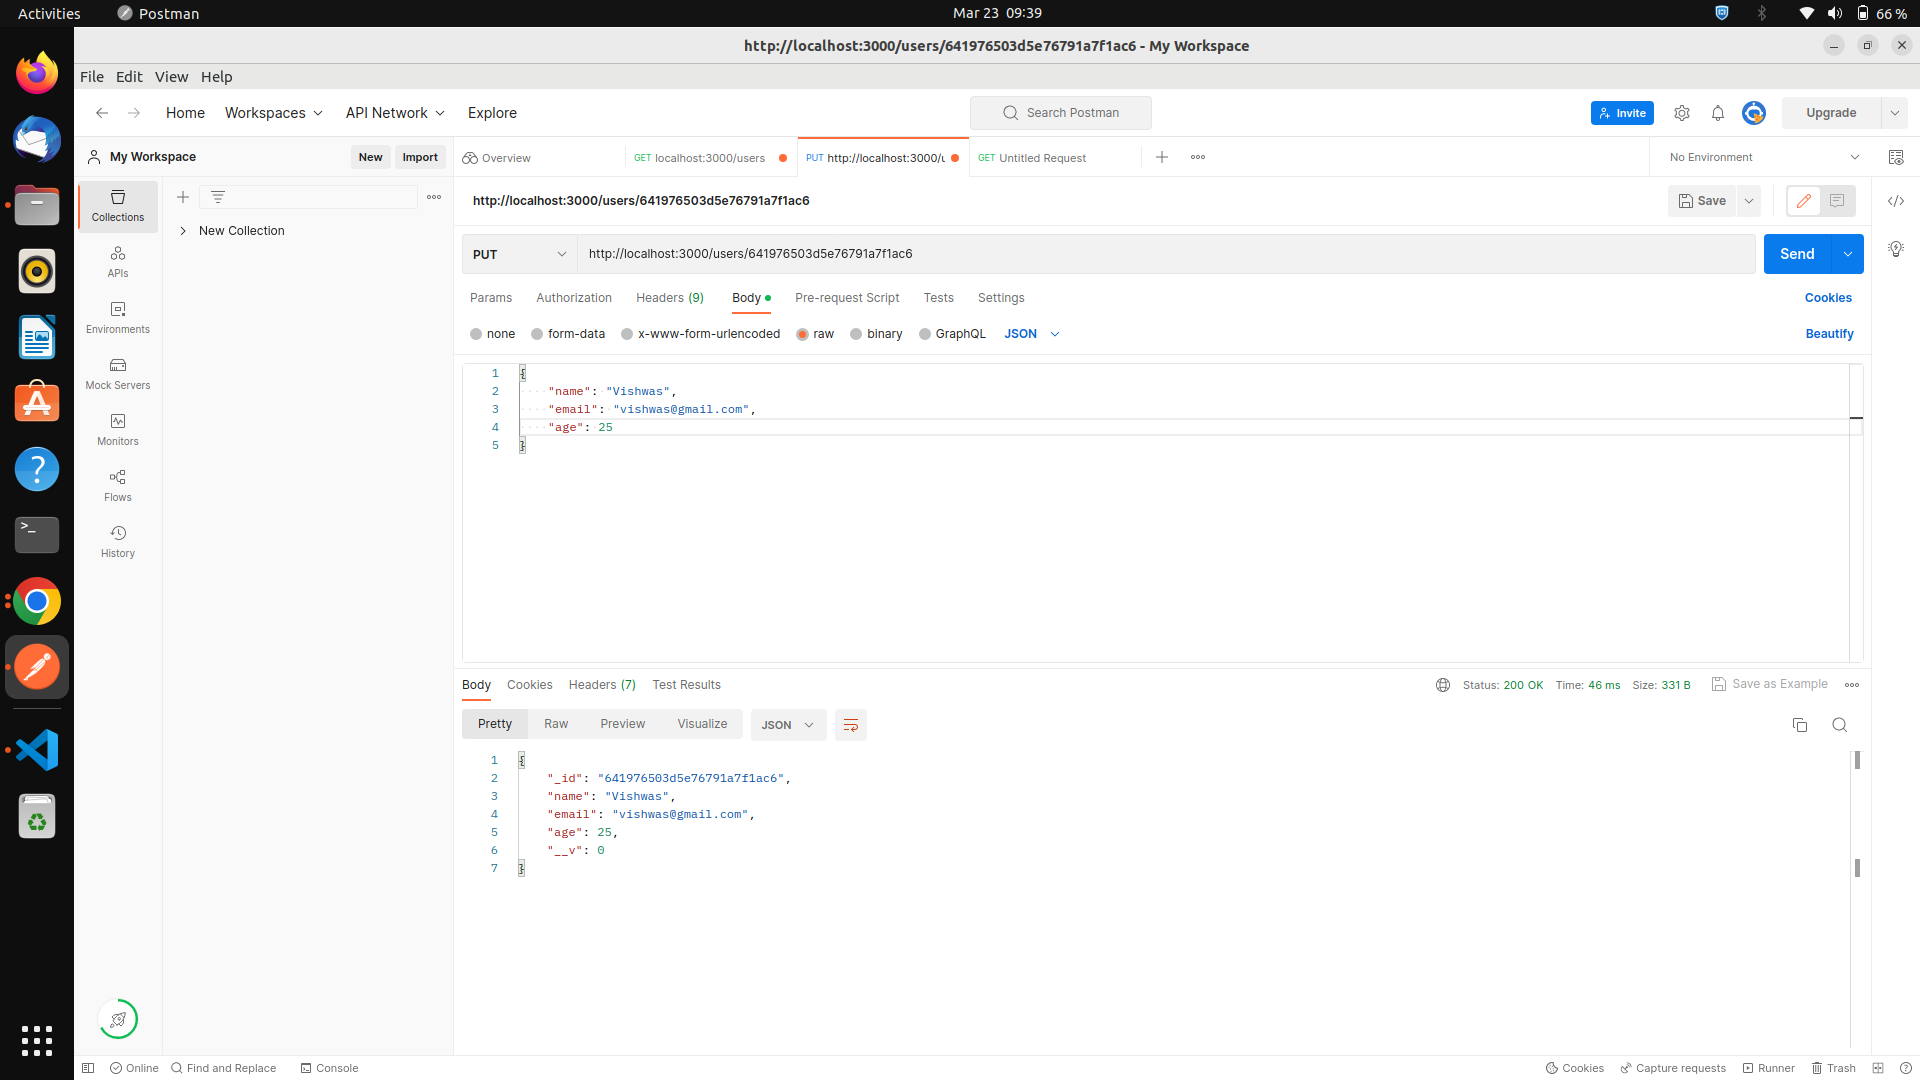 Activities Postman Mar 23 09:39 66 %
http://localhost:3000/users/641976503d5e76791a7f1ac6 - My Workspace
File Edit View Help
Home Workspaces API Network Explore Search Postman Invite Upgrade
My Workspace New Import Overview GET localhost:3000/users PUT http://localhost:3000/u GET Untitled Request No Environment
Collections
APIs
Environments
Mock Servers
Monitors
Flows
History
New Collection
http://localhost:3000/users/641976503d5e76791a7f1ac6 Save
PUT http://localhost:3000/users/641976503d5e76791a7f1ac6 Send
Params Authorization Headers (9) Body Pre-request Script Tests Settings Cookies
none form-data x-www-form-urlencoded raw binary GraphQL JSON Beautify
1 {
2 "name": "Vishwas",
3 "email": "vishwas@gmail.com",
4 "age": 25
5 }
Body Cookies Headers (7) Test Results Status: 200 OK Time: 46 ms Size: 331 B Save as Example
Pretty Raw Preview Visualize JSON
1 {
2 "_id": "641976503d5e76791a7f1ac6",
3 "name": "Vishwas",
4 "email": "vishwas@gmail.com",
5 "age": 25,
6 "__v": 0
7 }
Online Find and Replace Console Cookies Capture requests Runner Trash